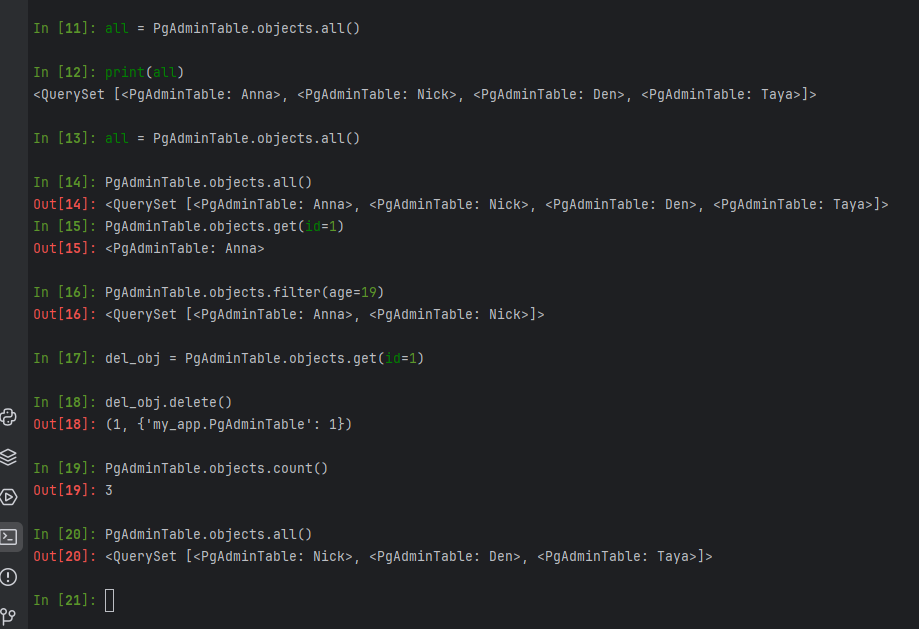 In [11]: all = PgAdminTable.objects.all()
In [12]: print(all)
<QuerySet [<PgAdminTable: Anna>, <PgAdminTable: Nick>, <PgAdminTable: Den>, <PgAdminTable: Taya>]>
In [13]: all = PgAdminTable.objects.all()
In [14]: PgAdminTable.objects.all()
Out[14]: <QuerySet [<PgAdminTable: Anna>, <PgAdminTable: Nick>, <PgAdminTable: Den>, <PgAdminTable: Taya>]>
In [15]: PgAdminTable.objects.get(id=1)
Out[15]: <PgAdminTable: Anna>
In [16]: PgAdminTable.objects.filter(age=19)
Out[16]: <QuerySet [<PgAdminTable: Anna>, <PgAdminTable: Nick>]>
In [17]: del_obj = PgAdminTable.objects.get(id=1)
In [18]: del_obj.delete()
Out[18]: (1, {'my_app.PgAdminTable': 1})
In [19]: PgAdminTable.objects.count()
Out[19]: 3
In [20]: PgAdminTable.objects.all()
Out[20]: <QuerySet [<PgAdminTable: Nick>, <PgAdminTable: Den>, <PgAdminTable: Taya>]>
In [21]: